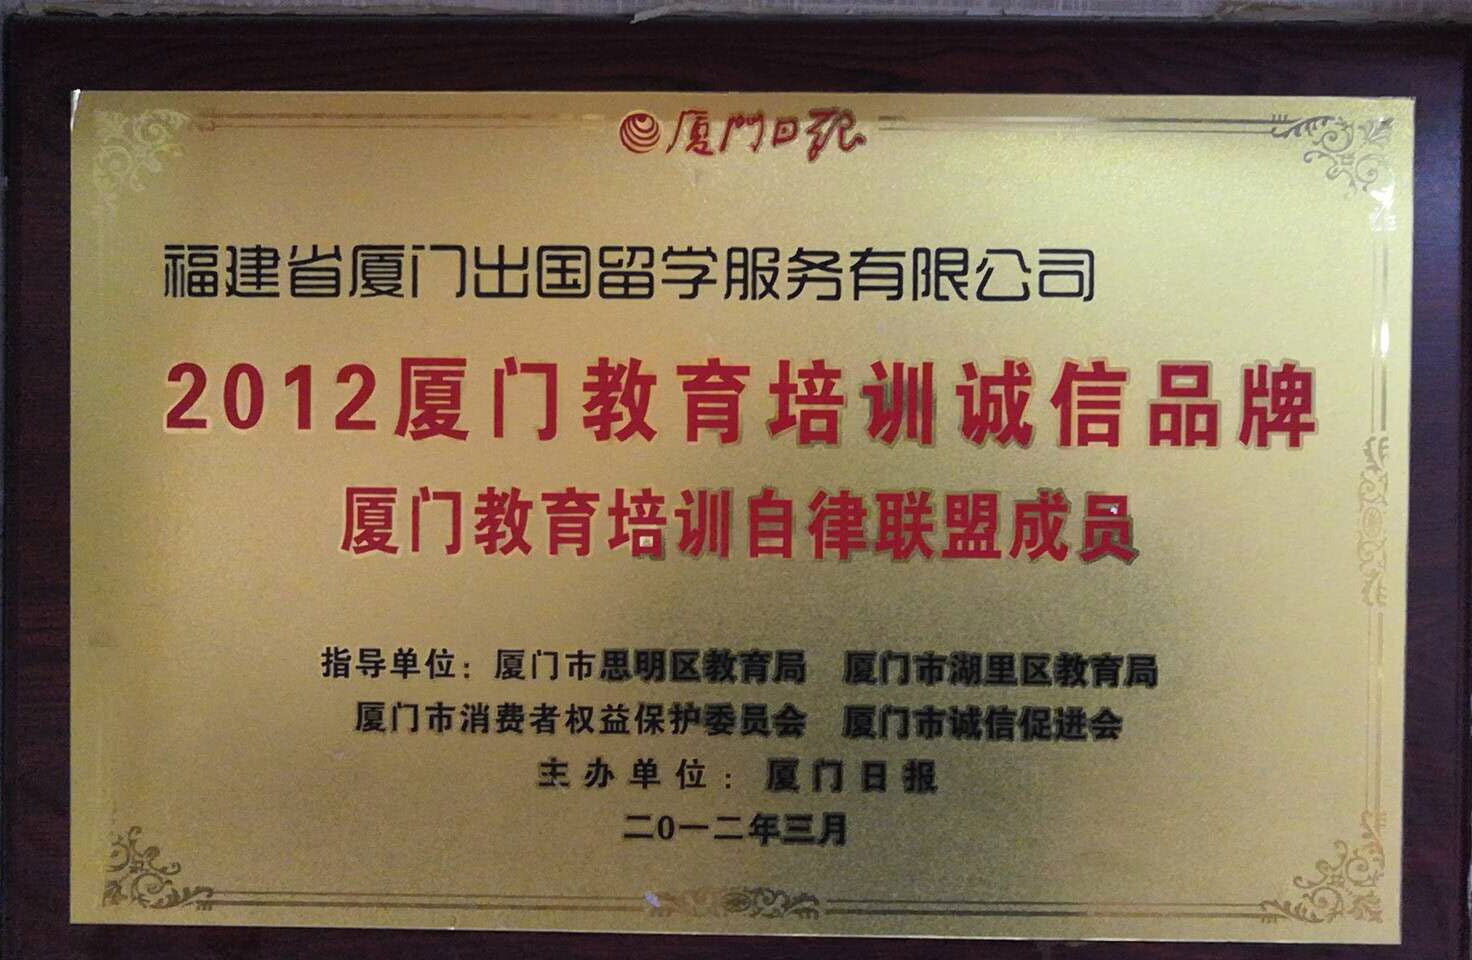 厦门日报
福建省厦门出国留学服务有限公司
2012厦门教育培训诚信品牌
厦门教育培训自律联盟成员
指导单位：厦门市思明区教育局　厦门市湖里区教育局
厦门市消费者权益保护委员会　厦门市诚信促进会
主办单位：厦门日报
二0一二年三月